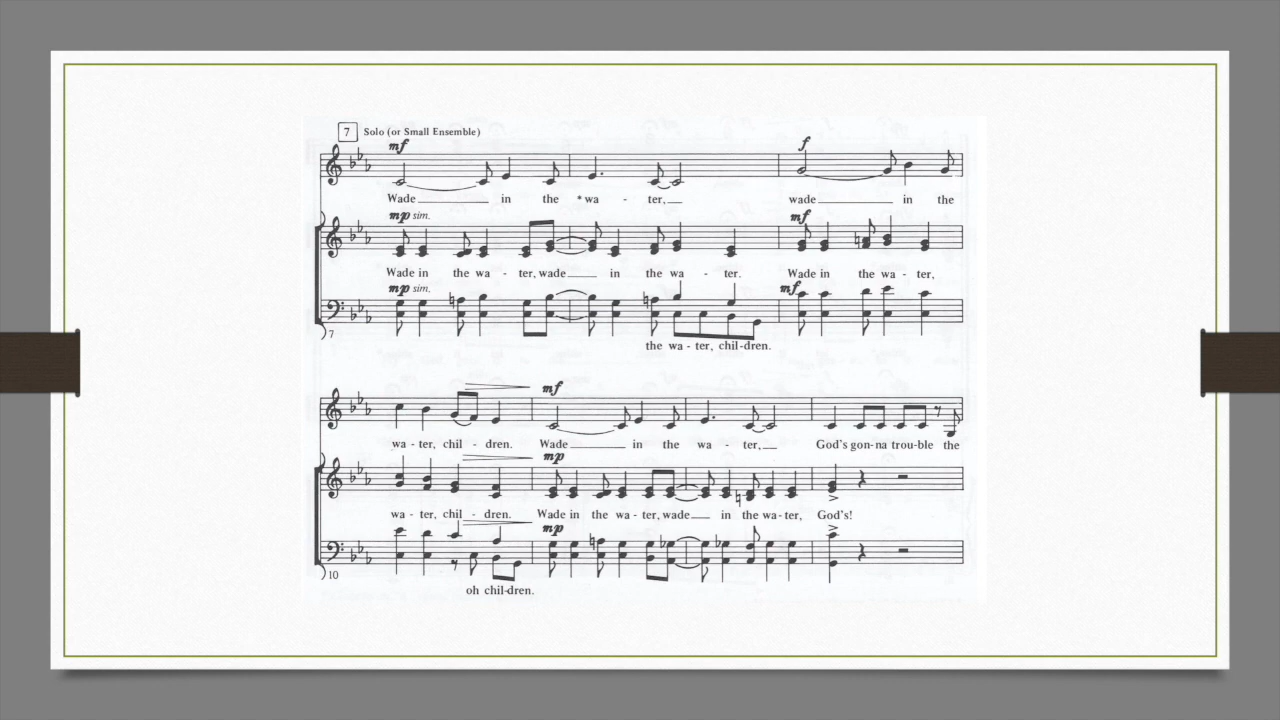 7 Solo (or Small Ensemble)
mf f
Wade in the *wa - ter, wade in the
mp sim. mf
Wade in the wa - ter, wade in the wa - ter. Wade in the wa - ter,
mp sim. mf
7
the wa - ter, chil - dren.
mf
wa - ter, chil - dren. Wade in the wa - ter, God's gon - na trou - ble the
mp
wa - ter, chil - dren. Wade in the wa - ter, wade in the wa - ter, God's!
mp
10
oh chil - dren.